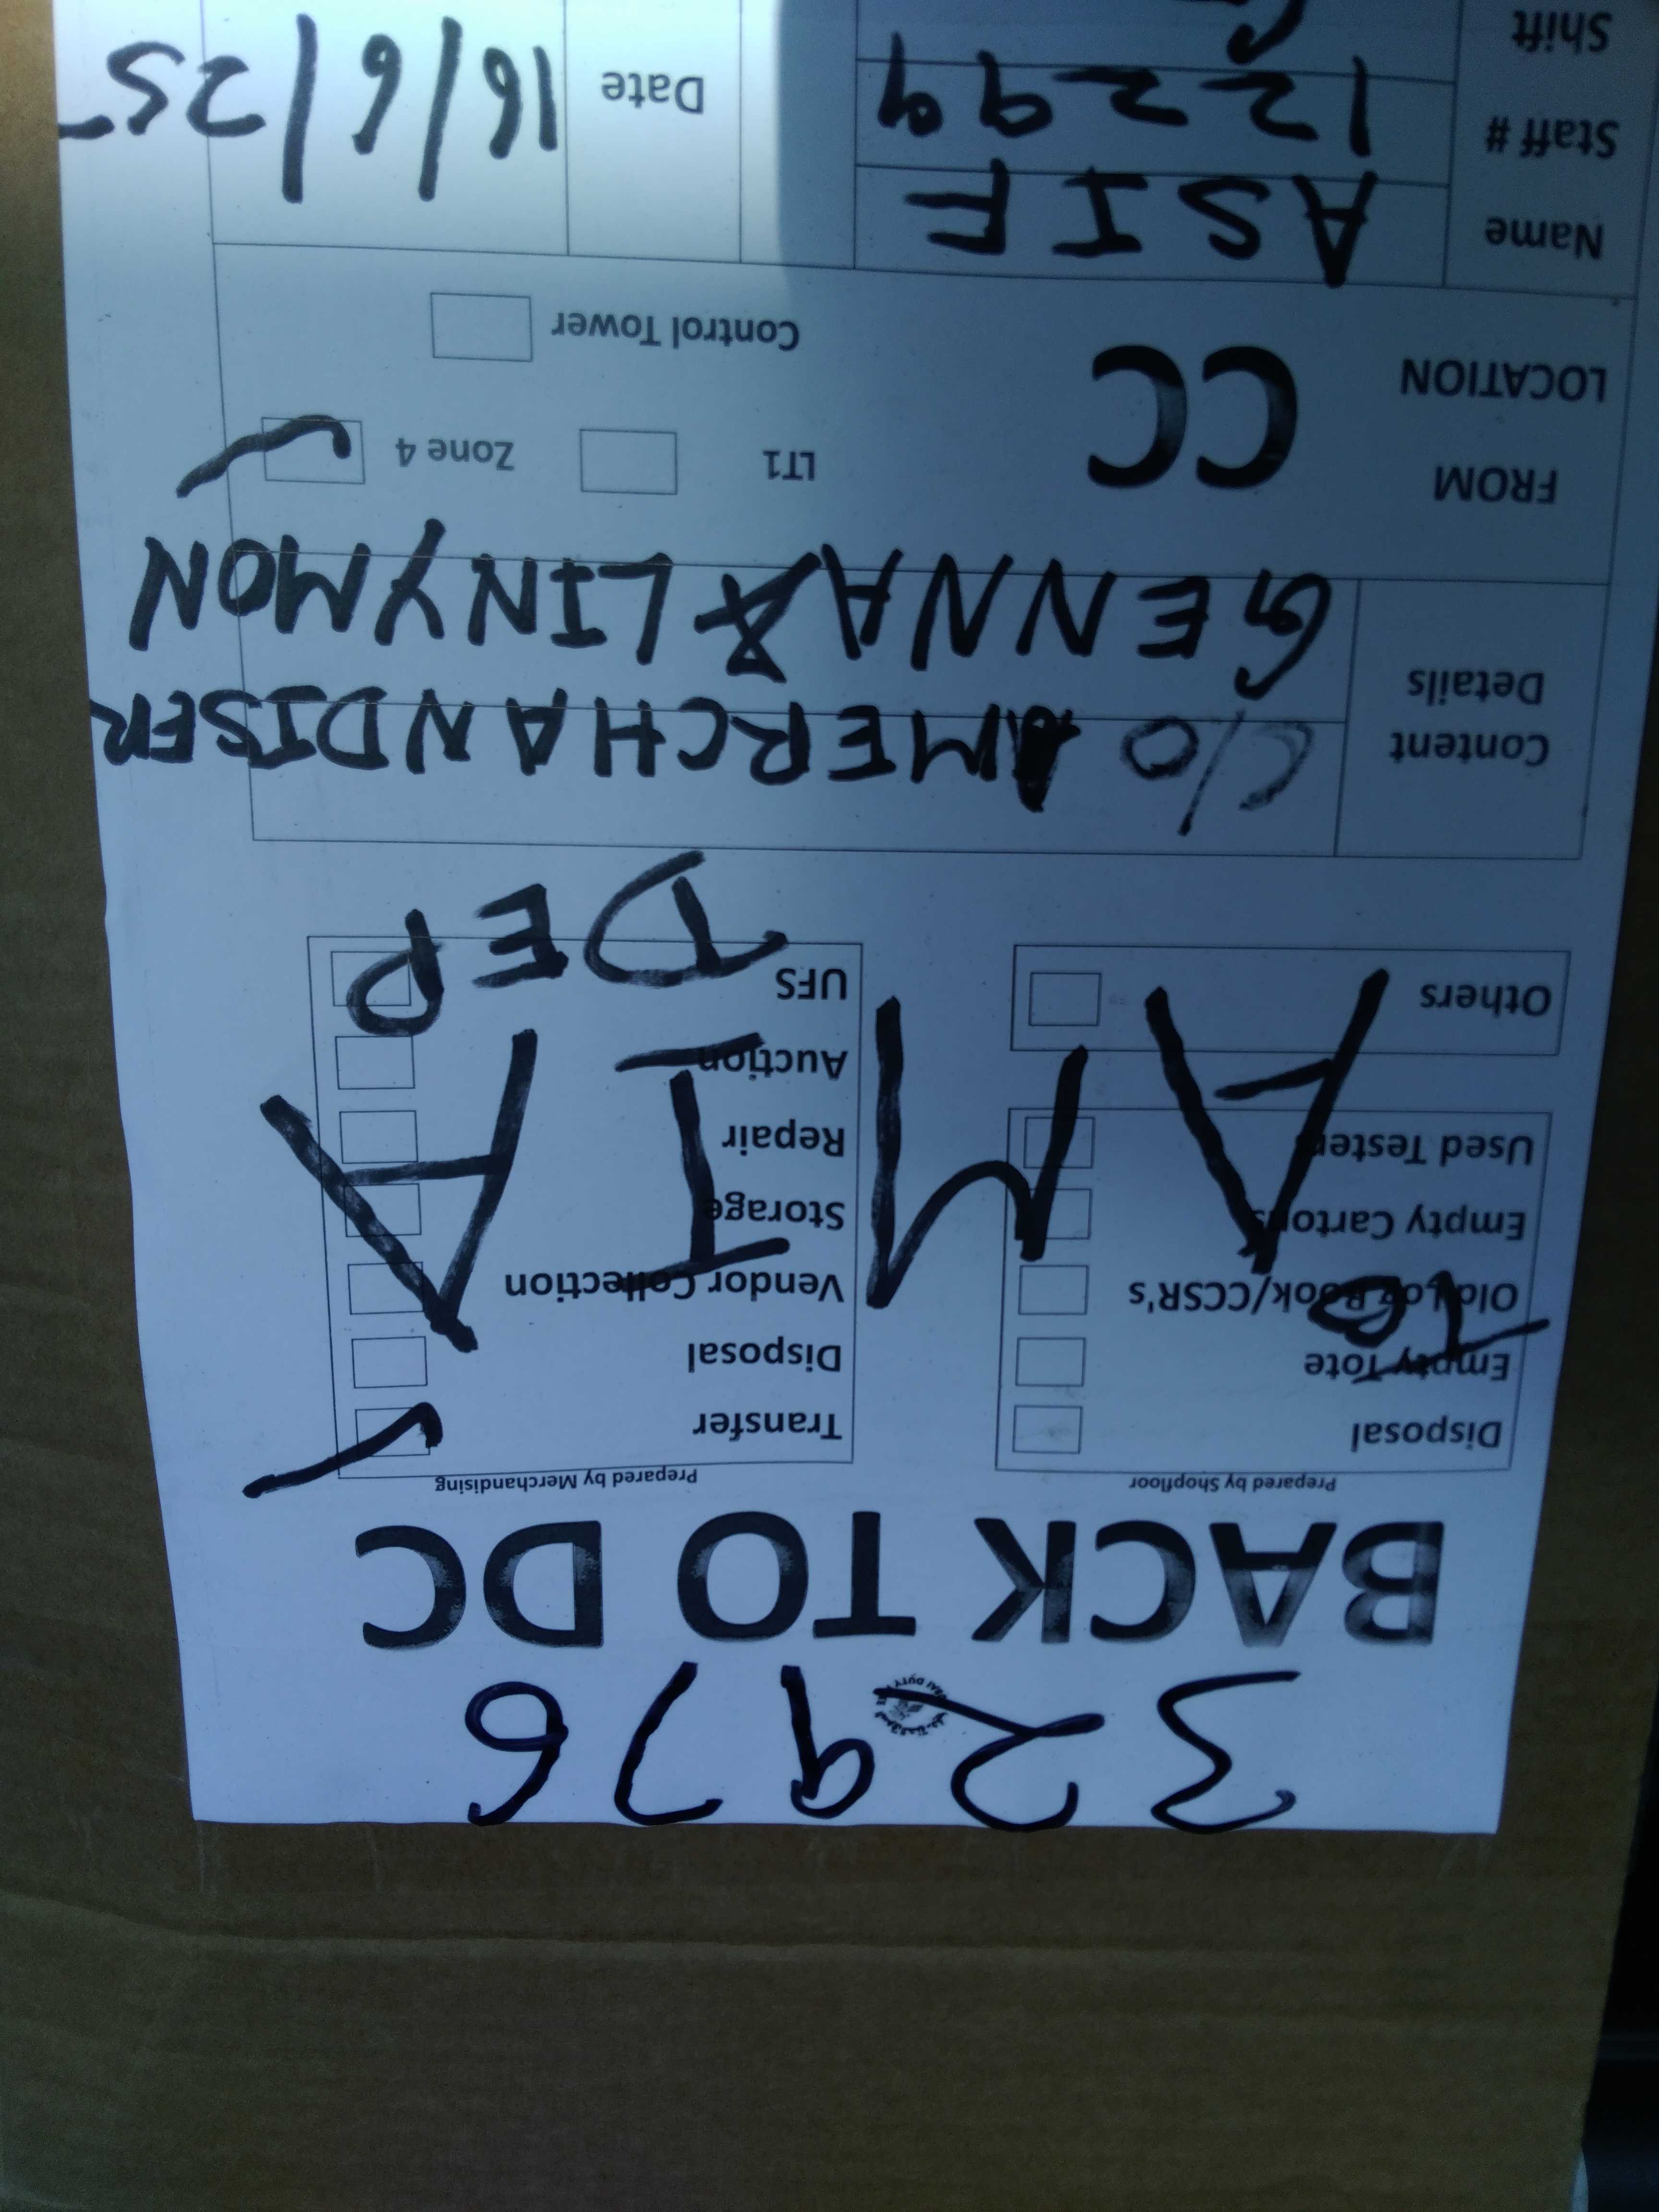 32976
BACK TO DC
Prepared by Shopfloor Prepared by Merchandising
Disposal Transfer
Empty Tote Disposal
To
Old Log Book/CCSR's Vendor Collection
Empty Cartons Storage
AMIA
Used Testers Repair
Auction
Others UFS
DEP
Content C/O MERCHANDISER
Details GENNA & LINYMON
FROM CC LT1 Zone 4
LOCATION Control Tower
Name ASIF
Staff # 12299 Date 16/6/25
Shift